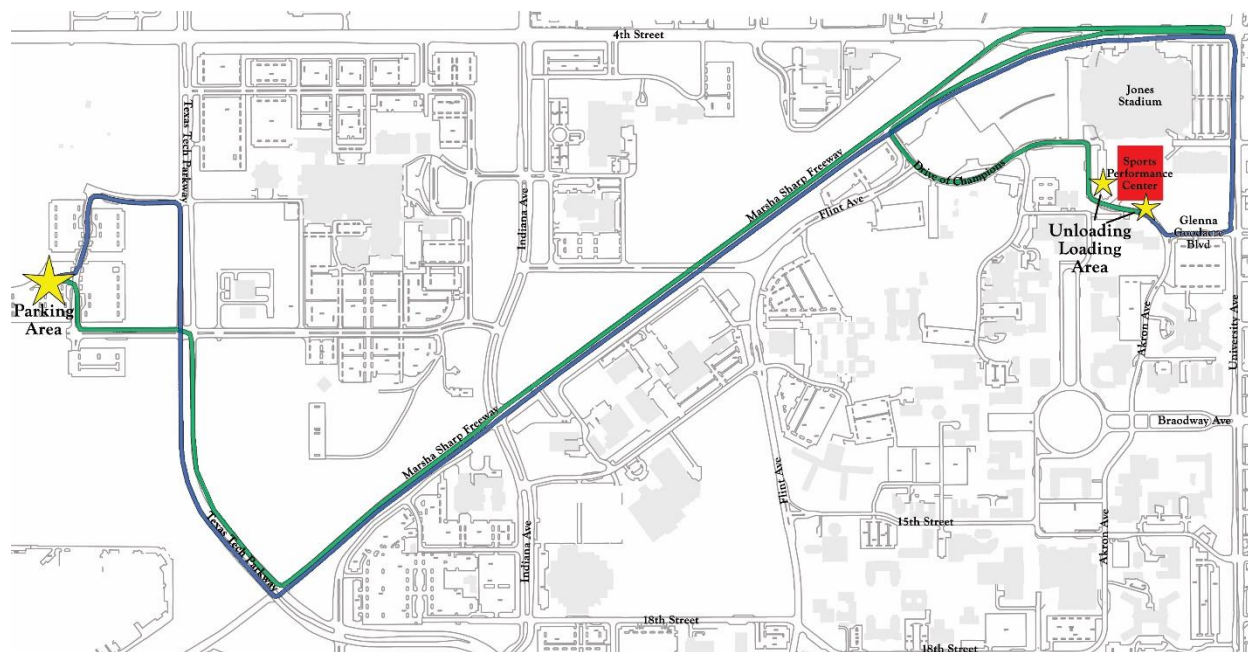 4th Street
Jones
Stadium
Texas Tech Parkway
Indiana Ave
Marsha Sharp Freeway
Flint Ave
Drive of Champions
Sports
Performance
Center
Unloading
Loading
Area
Glenna
Goodacre
Blvd
Parking
Area
Akron Ave
University Ave
Marsha Sharp Freeway
Braodway Ave
Flint Ave
15th Street
Akron Ave
Texas Tech Parkway
Indiana Ave
18th Street
18th Street